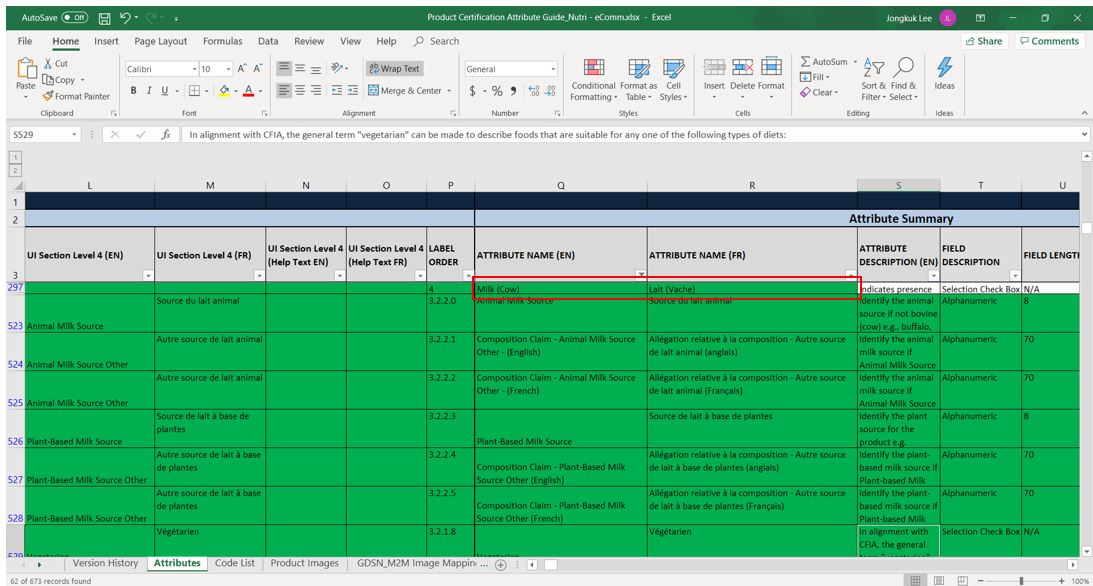 AutoSave Off
Product Certification Attribute Guide_Nutri - eComm.xlsx - Excel
Jongkuk Lee JL
File Home Insert Page Layout Formulas Data Review View Help Search
Share Comments
Paste
Cut
Copy
Format Painter
Clipboard
Calibri 10
B I U
Font
Wrap Text
Merge & Center
Alignment
General
$ % ,
Number
Conditional Formatting
Format as Table
Cell Styles
Styles
Insert Delete Format
Cells
AutoSum
Fill
Clear
Sort & Filter
Find & Select
Editing
Ideas
Ideas
S529
fx
In alignment with CFIA, the general term "vegetarian" can be made to describe foods that are suitable for any one of the following types of diets:
1
2
L M N O P Q R S T U
1
2 Attribute Summary
3 UI Section Level 4 (EN) UI Section Level 4 (FR) UI Section Level 4 (Help Text EN) UI Section Level 4 (Help Text FR) LABEL ORDER ATTRIBUTE NAME (EN) ATTRIBUTE NAME (FR) ATTRIBUTE DESCRIPTION (EN) FIELD DESCRIPTION FIELD LENGTH
297 4 Milk (Cow) Lait (Vache) Indicates presence Selection Check Box N/A
523 Animal Milk Source Source du lait animal 3.2.2.0 Animal Milk Source Source du lait animal Identify the animal source if not bovine (cow) e.g., buffalo, Alphanumeric 8
524 Animal Milk Source Other Autre source de lait animal 3.2.2.1 Composition Claim - Animal Milk Source Other - (English) Allégation relative à la composition - Autre source de lait animal (anglais) Identify the animal milk source if Animal Milk Source Alphanumeric 70
525 Animal Milk Source Other Autre source de lait animal 3.2.2.2 Composition Claim - Animal Milk Source Other - (French) Allégation relative à la composition - Autre source de lait animal (Français) Identify the animal milk source if Animal Milk Source Alphanumeric 70
526 Plant-Based Milk Source Source de lait à base de plantes 3.2.2.3 Plant-Based Milk Source Source de lait à base de plantes Identify the plant source for the product e.g. Alphanumeric 8
527 Plant-Based Milk Source Other Autre source de lait à base de plantes 3.2.2.4 Composition Claim - Plant-Based Milk Source Other (English) Allégation relative à la composition - Autre source de lait à base de plantes (anglais) Identify the plant-based milk source if Plant-Based Milk Alphanumeric 70
528 Plant-Based Milk Source Other Autre source de lait à base de plantes 3.2.2.5 Composition Claim - Plant-Based Milk Source Other (French) Allégation relative à la composition - Autre source de lait à base de plantes (Français) Identify the plant-based milk source if Plant-Based Milk Alphanumeric 70
529 Végétarien 3.2.1.8 Végétarien In alignment with CFIA, the general Selection Check Box N/A
Version History Attributes Code List Product Images GDSN_M2M Image Mappin ...
62 of 673 records found
100%